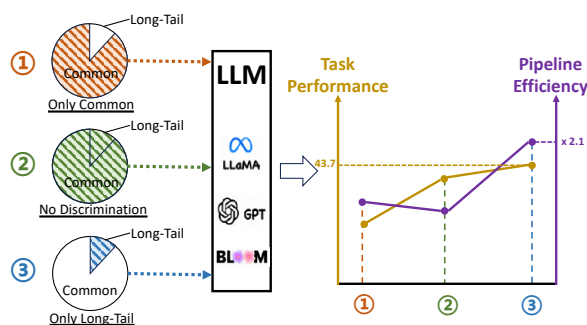 Long-Tail
①
Common
Only Common
Long-Tail
②
Common
No Discrimination
Long-Tail
③
Common
Only Long-Tail
LLM
LLaMA
GPT
BLOOM
Task
Performance
Pipeline
Efficiency
43.7
x 2.1
①
②
③